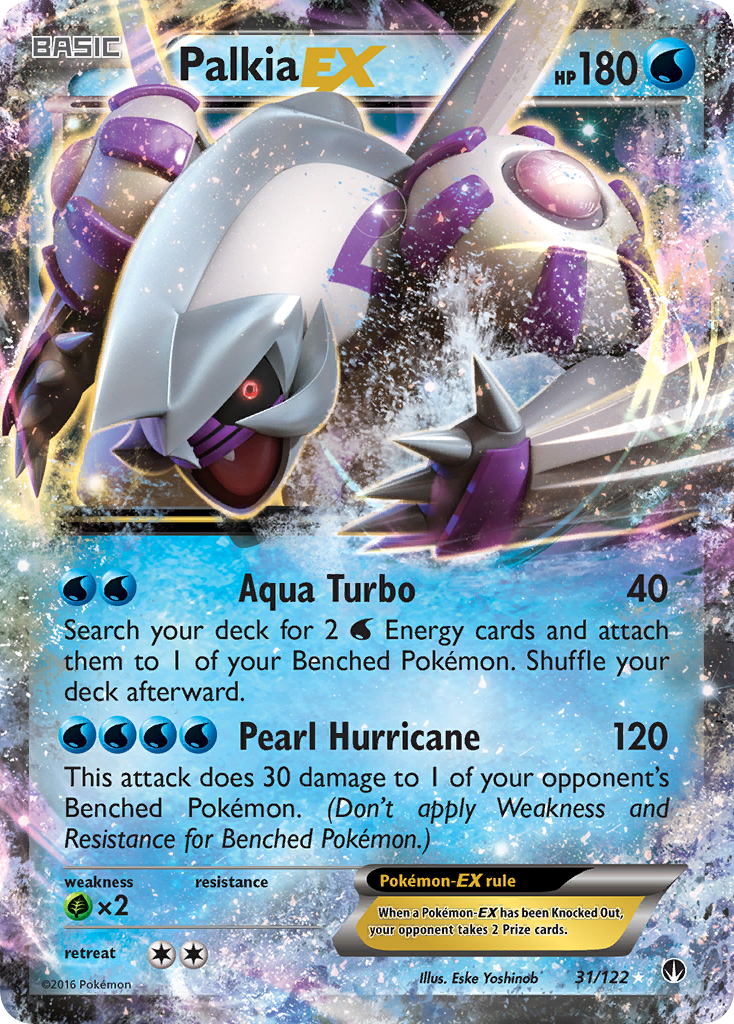 BASIC
PalkiaEX
HP180
Aqua Turbo 40
Search your deck for 2 Energy cards and attach
them to 1 of your Benched Pokémon. Shuffle your
deck afterward.
Pearl Hurricane 120
This attack does 30 damage to 1 of your opponent's
Benched Pokémon. (Don't apply Weakness and
Resistance for Benched Pokémon.)
weakness resistance
×2
retreat
Pokémon-EX rule
When a Pokémon-EX has been Knocked Out,
your opponent takes 2 Prize cards.
©2016 Pokémon
Illus. Eske Yoshinob
31/122